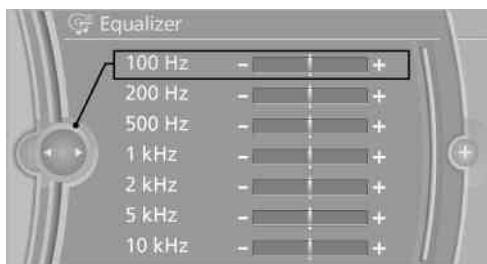 Equalizer
100 Hz - +
200 Hz - +
500 Hz - +
1 kHz - +
2 kHz - +
5 kHz - +
10 kHz - +
+